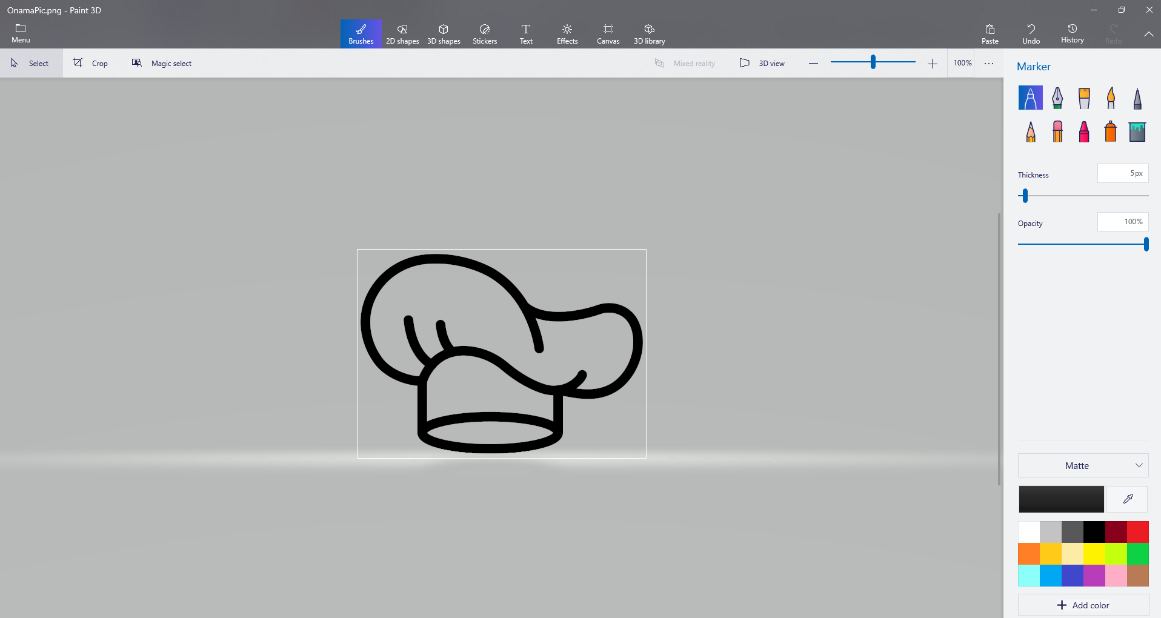 OnamaPic.png - Paint 3D
Menu
Brushes
2D shapes
3D shapes
Stickers
Text
Effects
Canvas
3D library
Paste
Undo
History
Redo
Select
Crop
Magic select
Mixed reality
3D view
100%
Marker
Thickness
5px
Opacity
100%
Matte
Add color